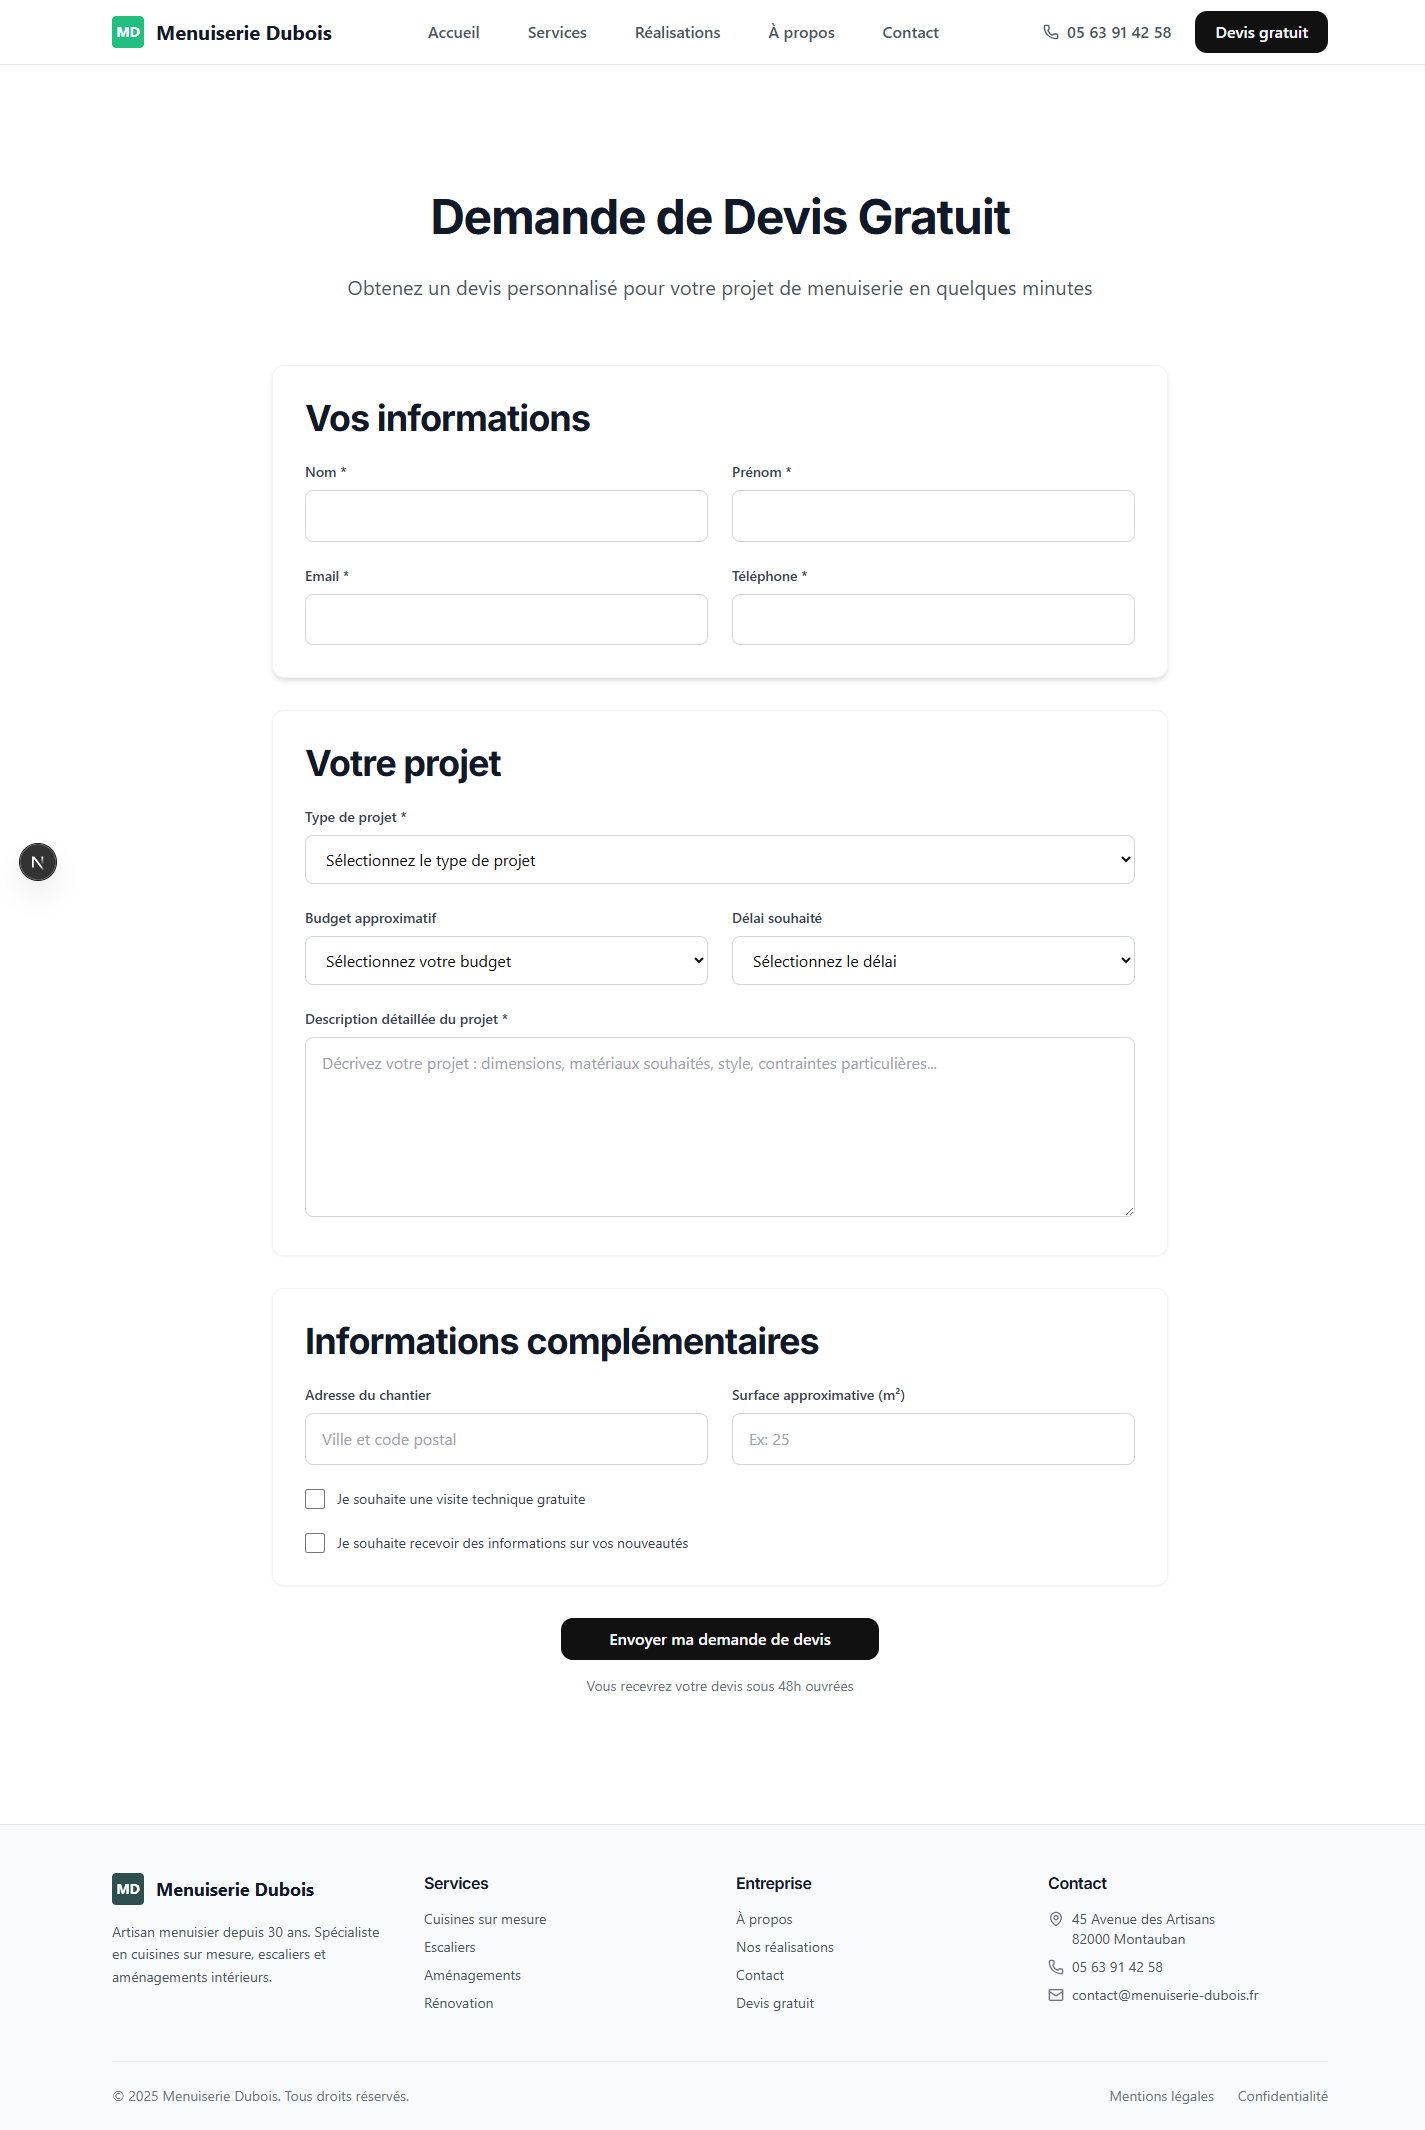 MD Menuiserie Dubois
Accueil Services Réalisations À propos Contact
05 63 91 42 58
Devis gratuit
Demande de Devis Gratuit
Obtenez un devis personnalisé pour votre projet de menuiserie en quelques minutes
Vos informations
Nom *
Prénom *
Email *
Téléphone *
Votre projet
Type de projet *
Sélectionnez le type de projet
Budget approximatif
Délai souhaité
Sélectionnez votre budget
Sélectionnez le délai
Description détaillée du projet *
Décrivez votre projet : dimensions, matériaux souhaités, style, contraintes particulières...
N
Informations complémentaires
Adresse du chantier
Surface approximative (m²)
Ville et code postal
Ex: 25
Je souhaite une visite technique gratuite
Je souhaite recevoir des informations sur vos nouveautés
Envoyer ma demande de devis
Vous recevrez votre devis sous 48h ouvrées
MD Menuiserie Dubois
Artisan menuisier depuis 30 ans. Spécialiste
en cuisines sur mesure, escaliers et
aménagements intérieurs.
Services
Cuisines sur mesure
Escaliers
Aménagements
Rénovation
Entreprise
À propos
Nos réalisations
Contact
Devis gratuit
Contact
45 Avenue des Artisans
82000 Montauban
05 63 91 42 58
contact@menuiserie-dubois.fr
© 2025 Menuiserie Dubois. Tous droits réservés.
Mentions légales
Confidentialité